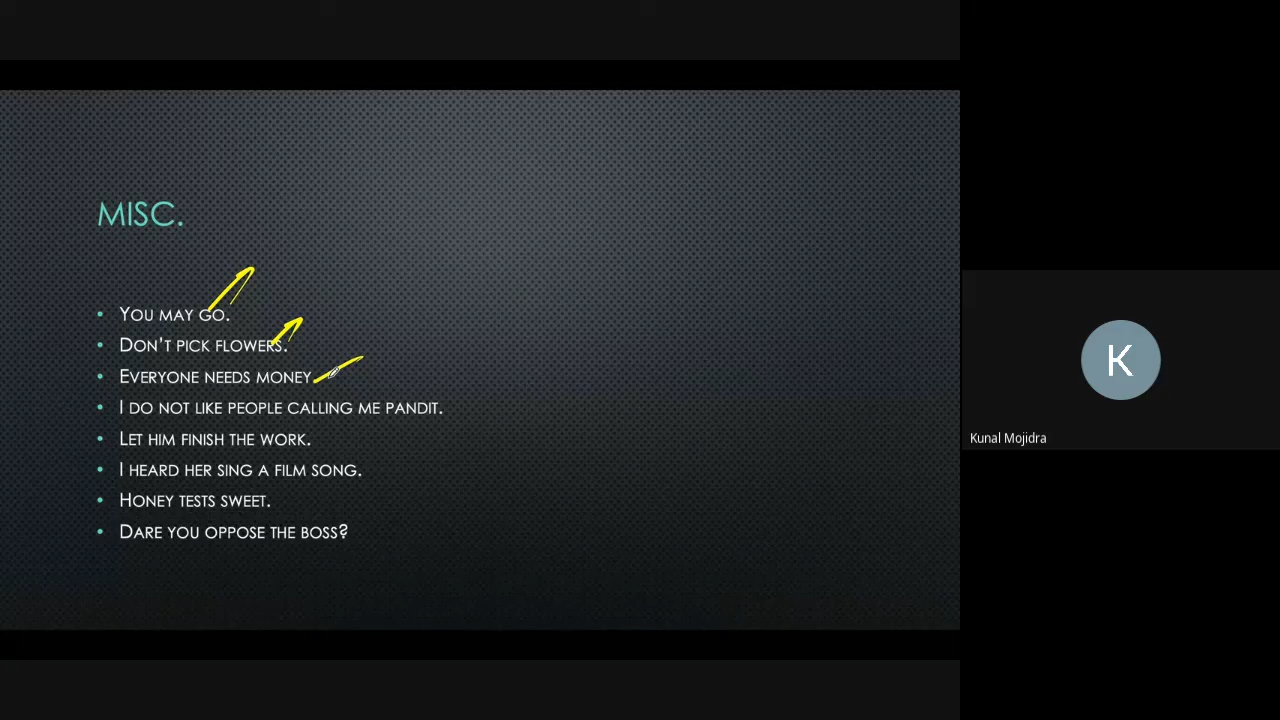 MISC.
• YOU MAY GO.
• DON'T PICK FLOWERS.
• EVERYONE NEEDS MONEY
• I DO NOT LIKE PEOPLE CALLING ME PANDIT.
• LET HIM FINISH THE WORK.
• I HEARD HER SING A FILM SONG.
• HONEY TESTS SWEET.
• DARE YOU OPPOSE THE BOSS?
K
Kunal Mojidra